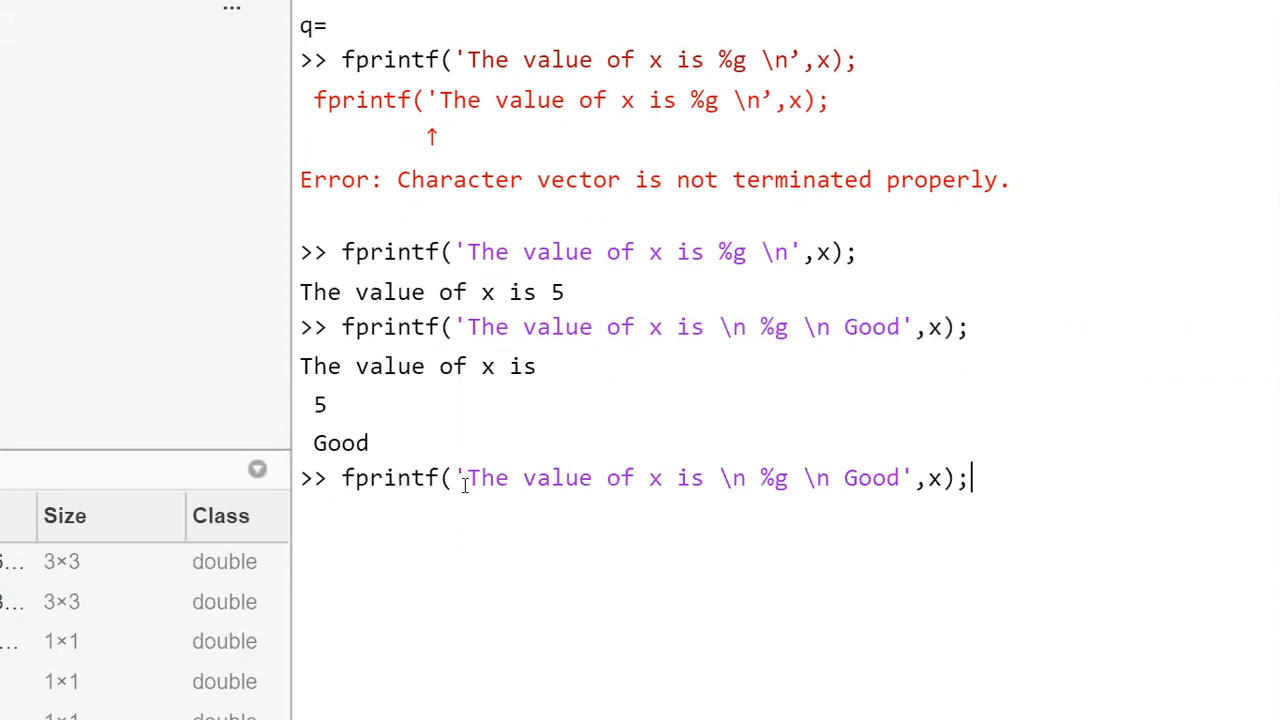 ...
q=
>> fprintf('The value of x is %g \n’,x);
fprintf('The value of x is %g \n’,x);
↑
Error: Character vector is not terminated properly.
>> fprintf('The value of x is %g \n',x);
The value of x is 5
>> fprintf('The value of x is \n %g \n Good',x);
The value of x is
5
Good
>> fprintf('The value of x is \n %g \n Good',x);
Size Class
6... 3×3 double
3×3 double
... 1×1 double
1×1 double